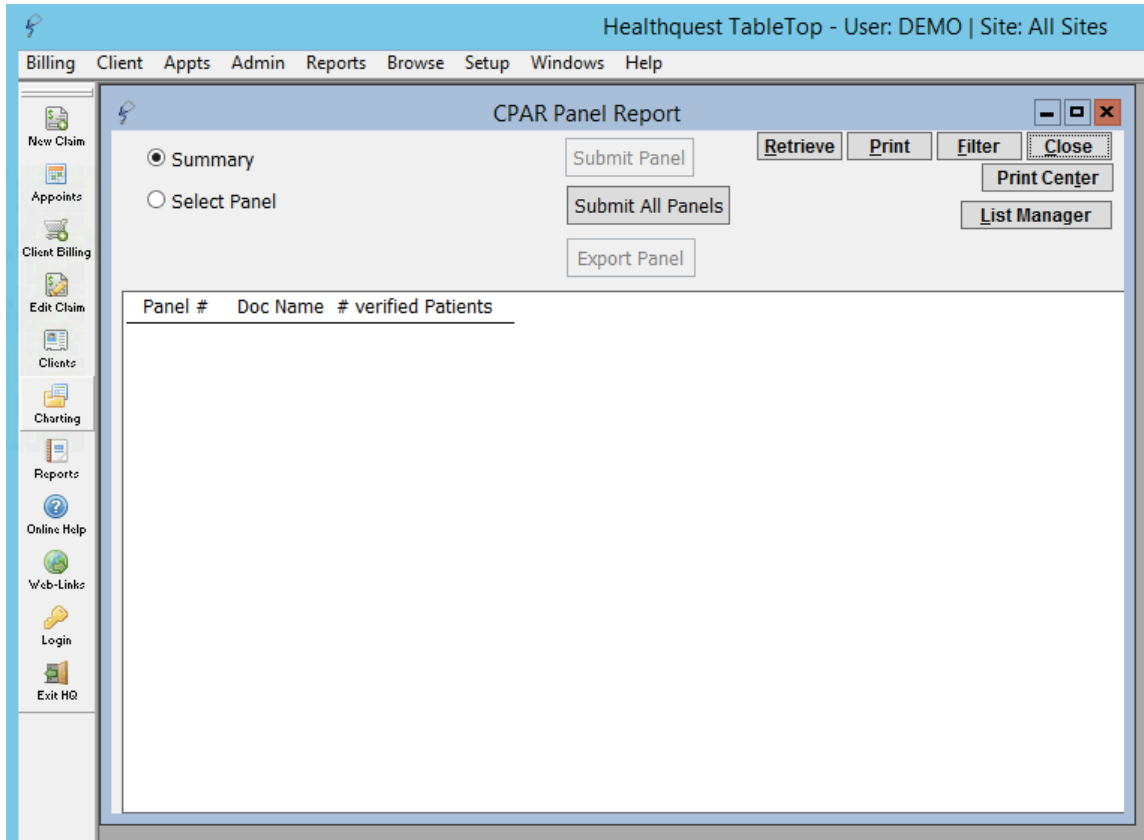 Healthquest TableTop - User: DEMO | Site: All Sites
Billing Client Appts Admin Reports Browse Setup Windows Help
New Claim
Appoints
Client Billing
Edit Claim
Clients
Charting
Reports
Online Help
Web-Links
Login
Exit HQ
CPAR Panel Report
Summary
Select Panel
Submit Panel
Submit All Panels
Export Panel
Retrieve Print Filter Close
Print Center
List Manager
Panel # Doc Name # verified Patients